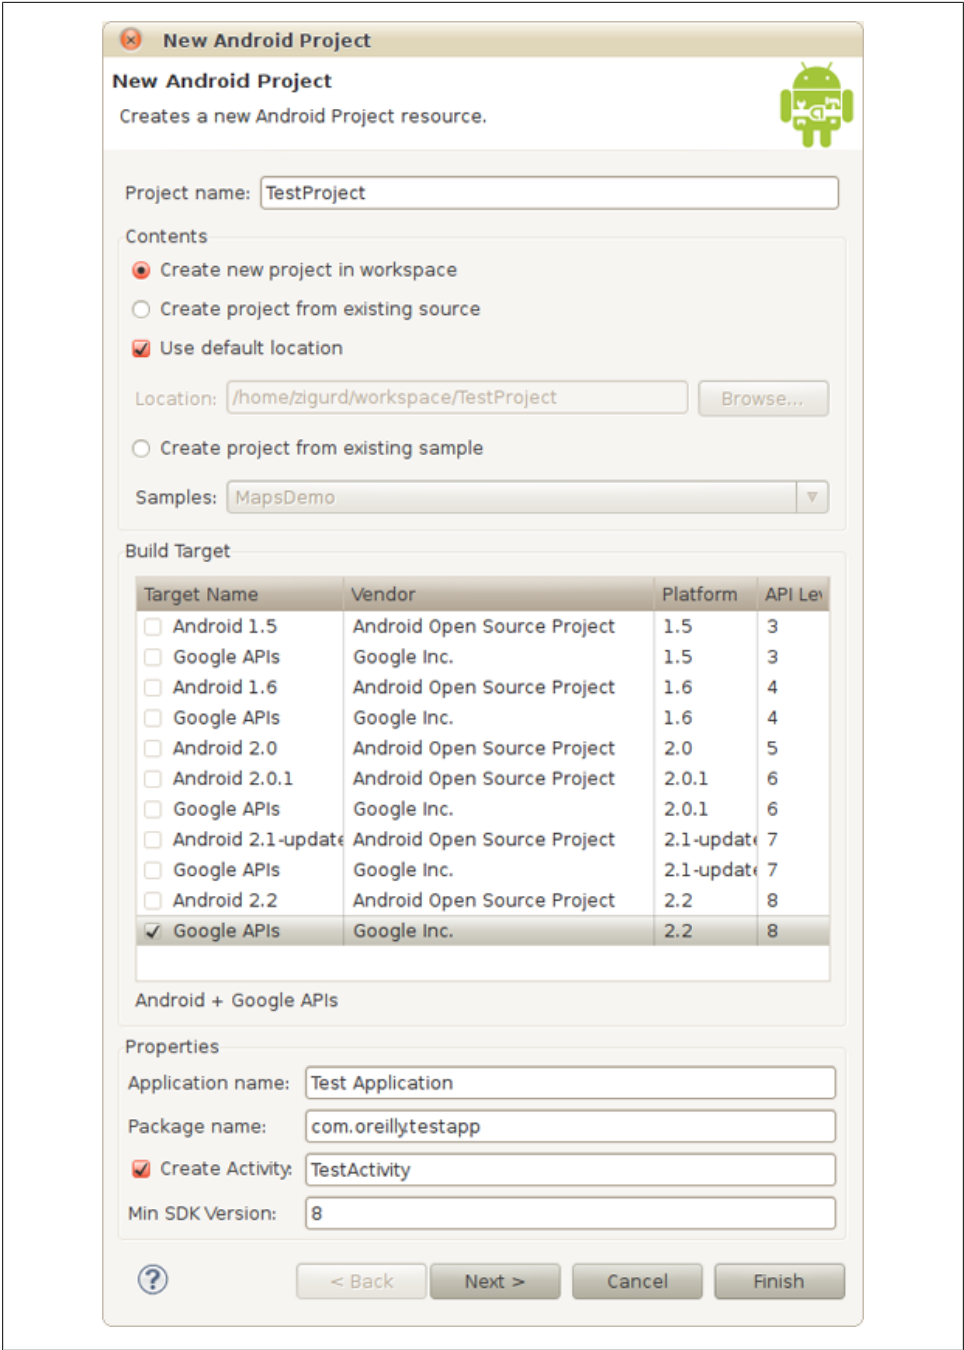 New Android Project
New Android Project
Creates a new Android Project resource.
Project name: TestProject
Contents
Create new project in workspace
Create project from existing source
Use default location
Location: /home/zigurd/workspace/TestProject Browse...
Create project from existing sample
Samples: MapsDemo
Build Target
Target Name Vendor Platform API Lev
Android 1.5 Android Open Source Project 1.5 3
Google APIs Google Inc. 1.5 3
Android 1.6 Android Open Source Project 1.6 4
Google APIs Google Inc. 1.6 4
Android 2.0 Android Open Source Project 2.0 5
Android 2.0.1 Android Open Source Project 2.0.1 6
Google APIs Google Inc. 2.0.1 6
Android 2.1-update Android Open Source Project 2.1-update 7
Google APIs Google Inc. 2.1-update 7
Android 2.2 Android Open Source Project 2.2 8
Google APIs Google Inc. 2.2 8
Android + Google APIs
Properties
Application name: Test Application
Package name: com.oreilly.testapp
Create Activity: TestActivity
Min SDK Version: 8
? < Back Next > Cancel Finish